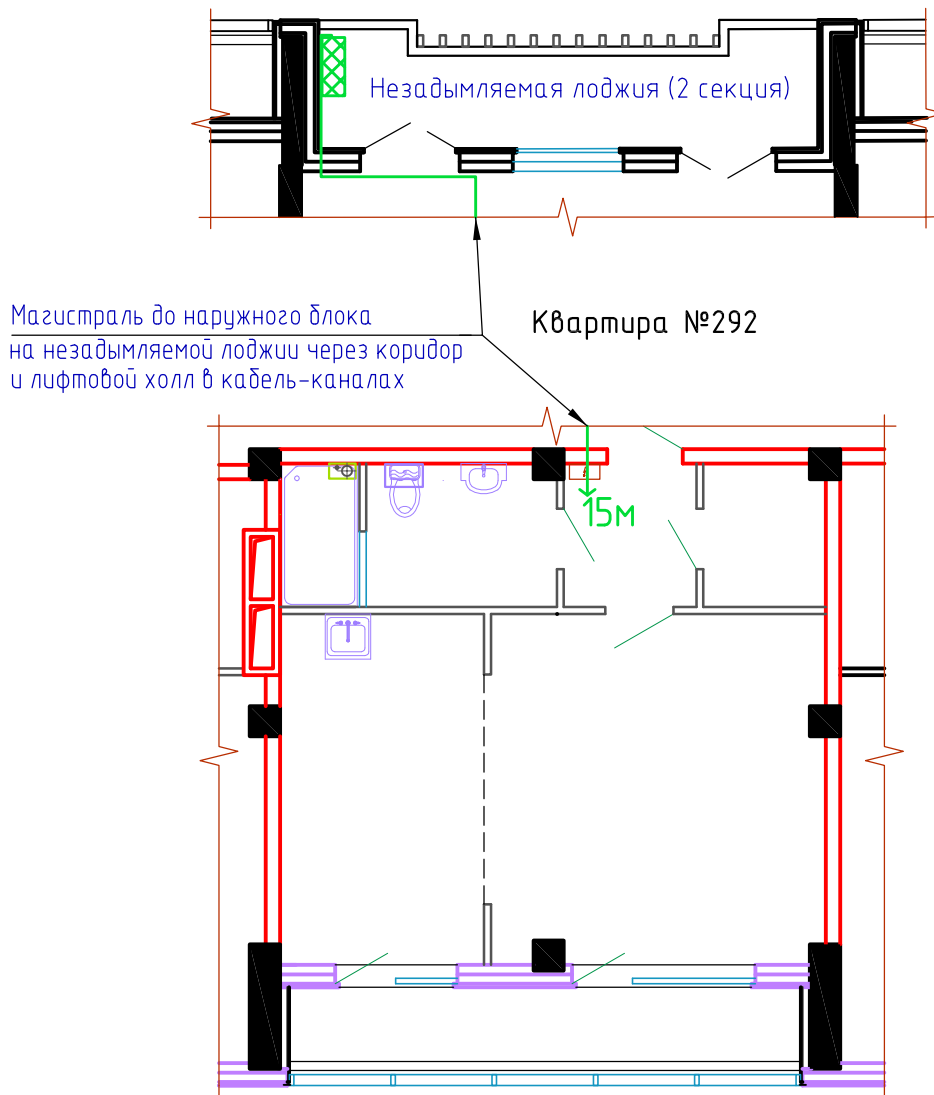 Незадымляемая лоджия (2 секция)
Магистраль до наружного блока
на незадымляемой лоджии через коридор
и лифтовой холл в кабель-каналах
Квартира №292
15м